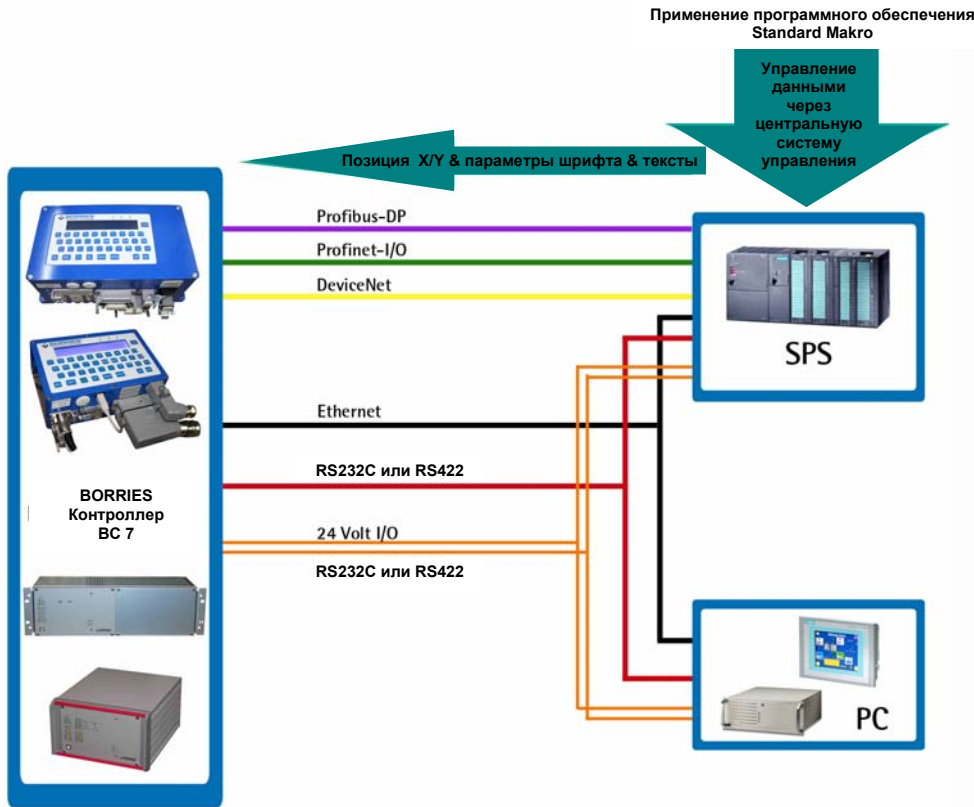 Применение программного обеспечения
Standard Makro
Управление
данными
через
центральную
систему
управления
Позиция X/Y & параметры шрифта & тексты
Profibus-DP
Profinet-I/O
DeviceNet
SPS
Ethernet
RS232C или RS422
BORRIES
Контроллер
BC 7
24 Volt I/O
RS232C или RS422
PC